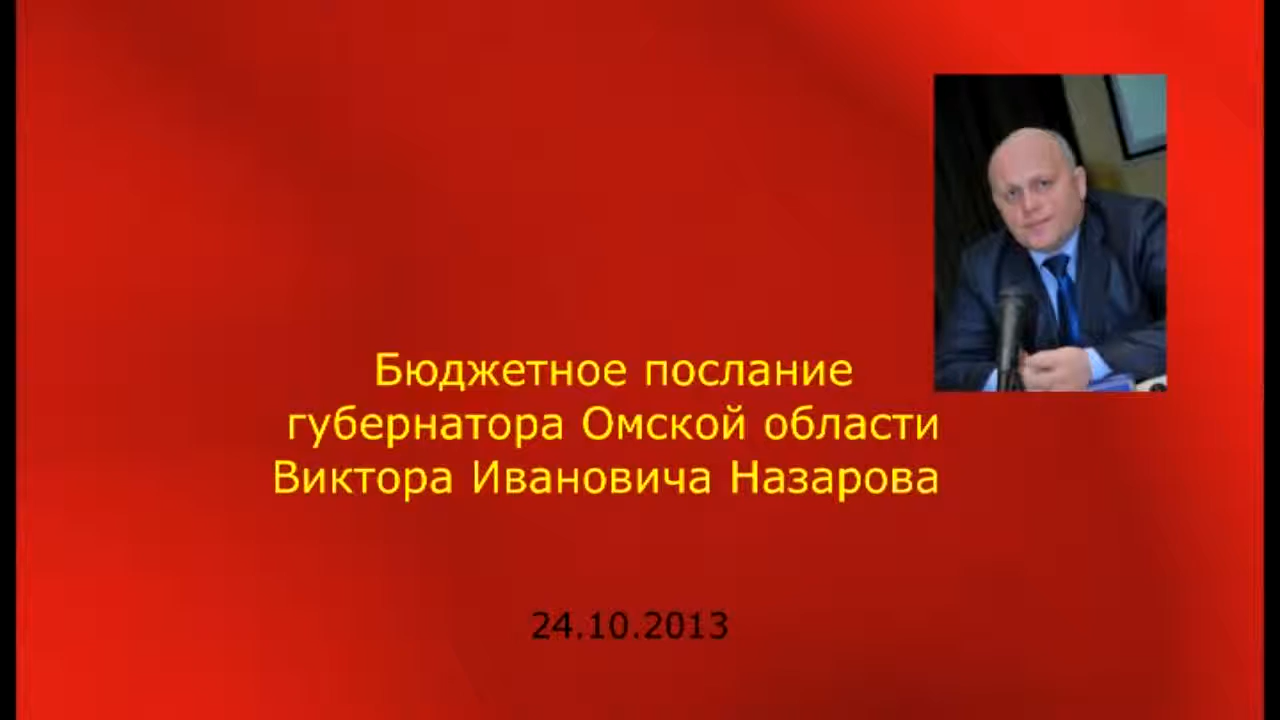 Бюджетное послание
губернатора Омской области
Виктора Ивановича Назарова
24.10.2013